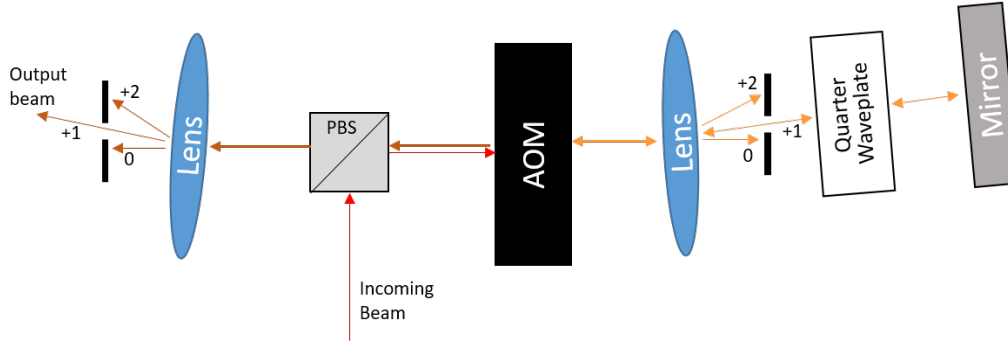 Output
beam
+2
+1
0
Lens
PBS
Incoming
Beam
AOM
Lens
+2
+1
0
Quarter
Waveplate
Mirror